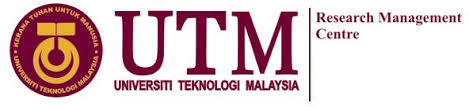 KERANA TUHAN UNTUK MANUSIA
UNIVERSITI TEKNOLOGI MALAYSIA
UTM
UNIVERSITI TEKNOLOGI MALAYSIA
Research Management
Centre